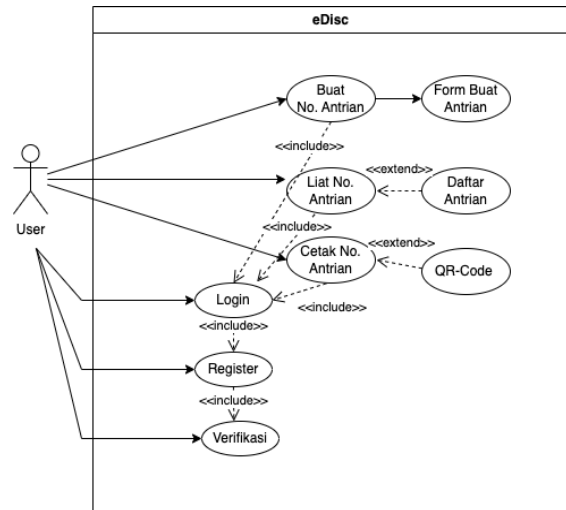 eDisc
Buat
No. Antrian
Form Buat
Antrian
<<include>>
Liat No.
Antrian
<<extend>>
Daftar
Antrian
<<include>>
Cetak No.
Antrian
<<extend>>
QR-Code
User
Login
<<include>>
<<include>>
Register
<<include>>
Verifikasi